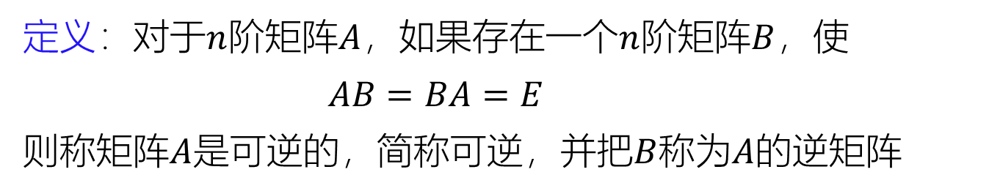 定义：对于n阶矩阵A，如果存在一个n阶矩阵B，使
AB = BA = E
则称矩阵A是可逆的，简称可逆，并把B称为A的逆矩阵